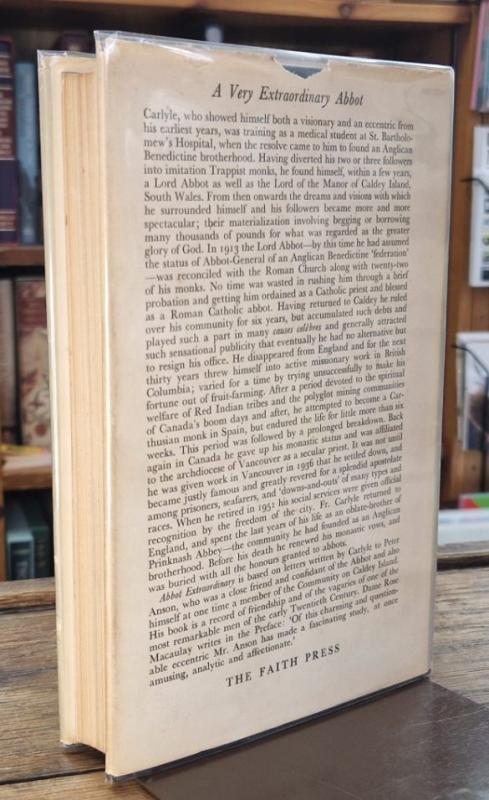 A Very Extraordinary Abbot
Carlyle, who showed himself both a visionary and an eccentric from
his earliest years, was training as a medical student at St. Bartholo-
mew's Hospital, when the resolve came to him to found an Anglican
Benedictine brotherhood. Having diverted his two or three followers
into imitation Trappist monks, he found himself, within a few years,
a Lord Abbot as well as the Lord of the Manor of Caldey Island,
South Wales. From then onwards the dreams and visions with which
he surrounded himself and his followers became more and more
spectacular; their materialization involving begging or borrowing
many thousands of pounds for what was regarded as the greater
glory of God. In 1913 the Lord Abbot—by this time he had assumed
the status of Abbot-General of an Anglican Benedictine 'federation'
—was reconciled with the Roman Church along with twenty-two
of his monks. No time was wasted in rushing him through a brief
probation and getting him ordained as a Catholic priest and blessed
as a Roman Catholic abbot. Having returned to Caldey he ruled
over his community for six years, but accumulated such debts and
played such a part in many causes célèbres and generally attracted
such sensational publicity that eventually he had no alternative but
to resign his office. He disappeared from England and for the next
thirty years threw himself into active missionary work in British
Columbia; varied for a time by trying unsuccessfully to make his
fortune out of fruit-farming. After a period devoted to the spiritual
welfare of Red Indian tribes and the polyglot mining communities
of Canada's boom days and after, he attempted to become a Car-
thusian monk in Spain, but endured the life for little more than six
weeks. This period was followed by a prolonged breakdown. Back
again in Canada he gave up his monastic status and was affiliated
to the archdiocese of Vancouver as a secular priest. It was not until
he was given work in Vancouver in 1936 that he settled down, and
became justly famous and greatly revered for a splendid apostolate
among prisoners, seafarers, and 'downs-and-outs' of many types and
races. When he retired in 1951 his social services were given official
recognition by the freedom of the city. Fr. Carlyle returned to
England, and spent the last years of his life as an oblate-brother of
Prinknash Abbey—the community he had founded as an Anglican
brotherhood. Before his death he renewed his monastic vows, and
was buried with all the honours granted to abbots.
Abbot Extraordinary is based on letters written by Carlyle to Peter
Anson, who was a close friend and confidant of the Abbot and also
himself at one time a member of the Community on Caldey Island.
His book is a record of friendship and of the vagaries of one of the
most remarkable men of the early Twentieth Century. Dame Rose
Macaulay writes in the Preface: 'Of this charming and question-
able eccentric Mr. Anson has made a fascinating study, at once
amusing, analytic and affectionate.'
THE FAITH PRESS